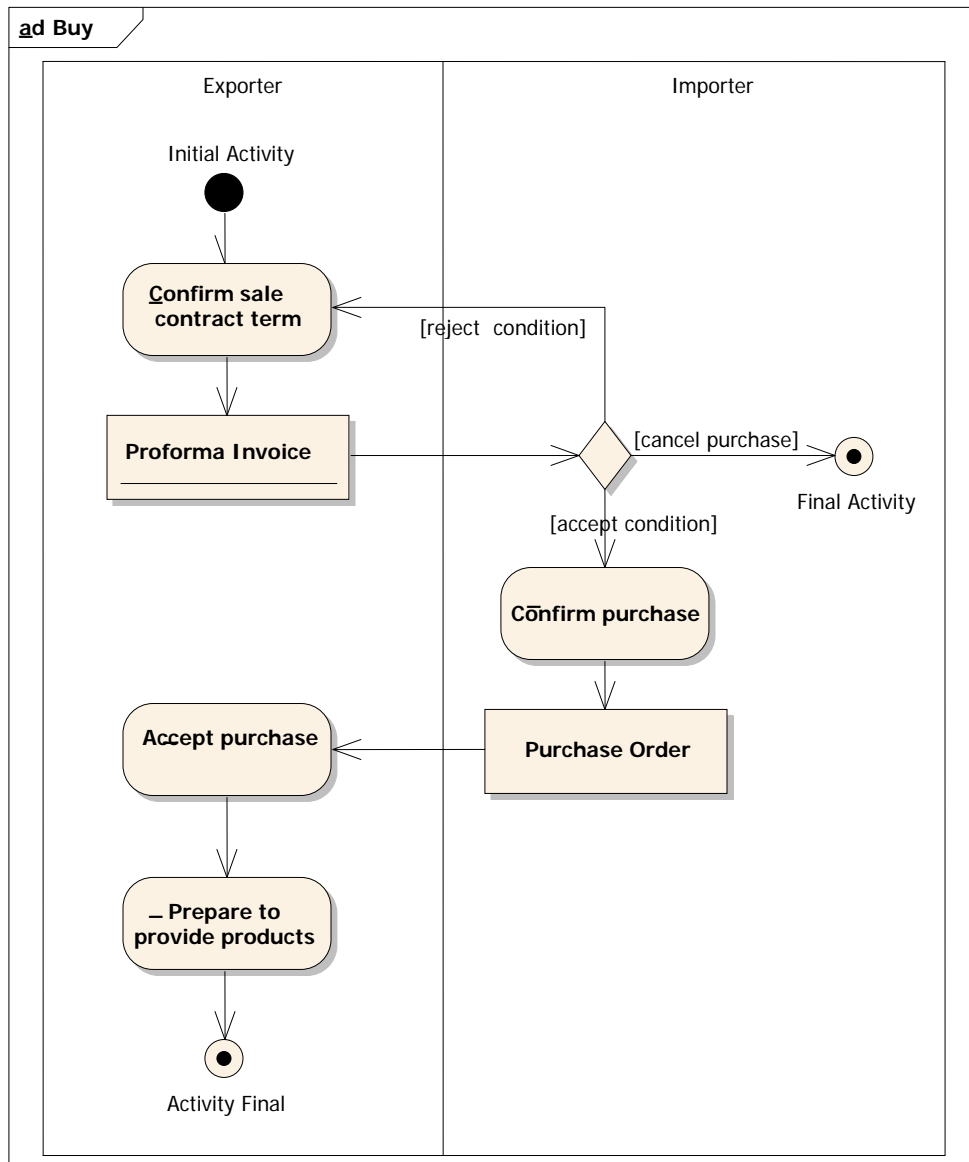 ad Buy
Exporter
Importer
Initial Activity
Confirm sale
contract term
[reject condition]
Proforma Invoice
[cancel purchase]
Final Activity
[accept condition]
Confirm purchase
Accept purchase
Purchase Order
Prepare to
provide products
Activity Final